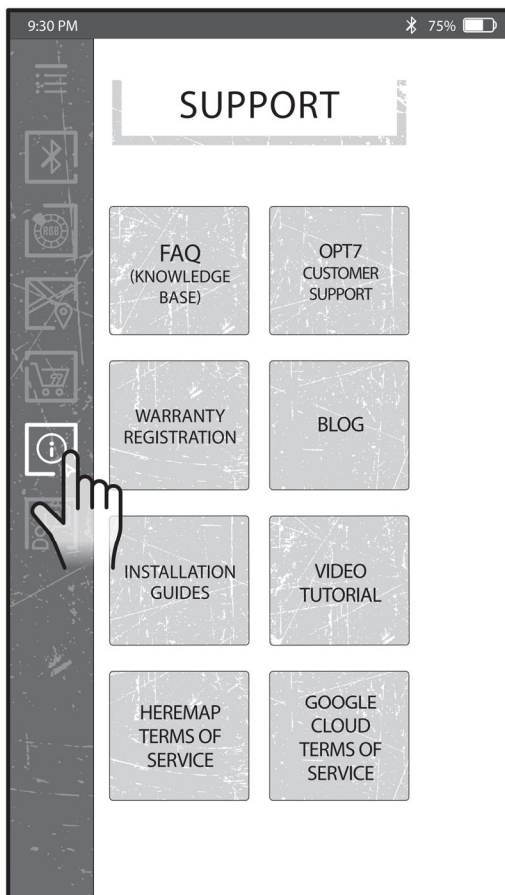 9:30 PM
75%
SUPPORT
RGB
FAQ
(KNOWLEDGE
BASE)
OPT7
CUSTOMER
SUPPORT
WARRANTY
REGISTRATION
BLOG
INSTALLATION
GUIDES
VIDEO
TUTORIAL
HEREMAP
TERMS OF
SERVICE
GOOGLE
CLOUD
TERMS OF
SERVICE